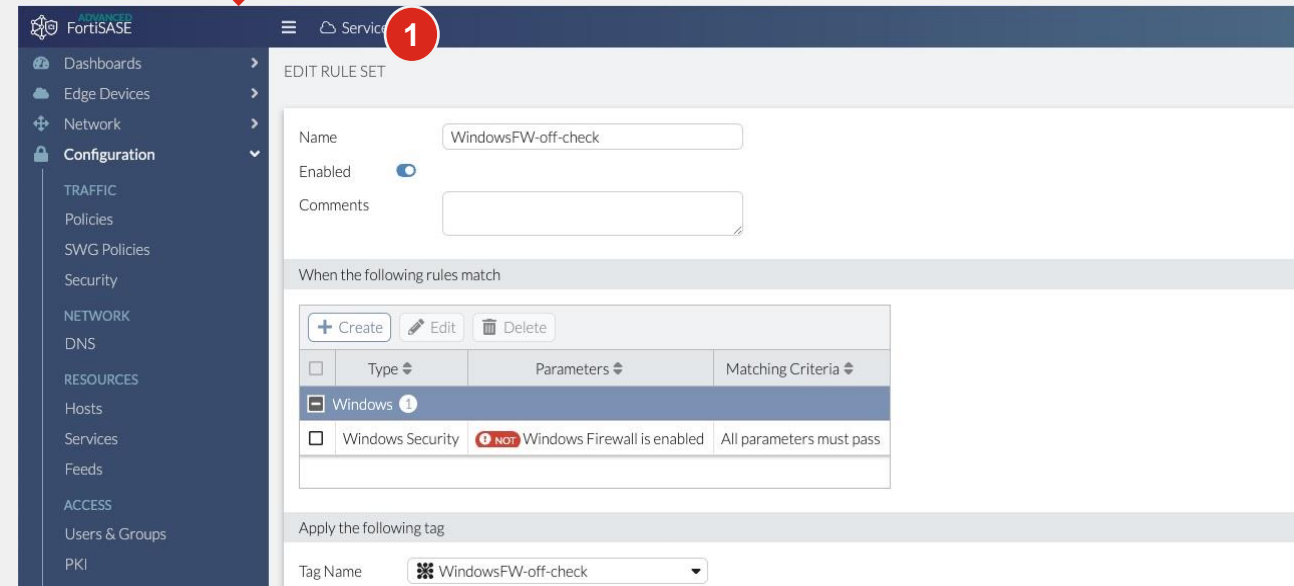 ADVANCED
FortiSASE
Service
1
Dashboards
Edge Devices
Network
Configuration
TRAFFIC
Policies
SWG Policies
Security
NETWORK
DNS
RESOURCES
Hosts
Services
Feeds
ACCESS
Users & Groups
PKI
EDIT RULE SET
Name WindowsFW-off-check
Enabled
Comments
When the following rules match
Create Edit Delete
Type Parameters Matching Criteria
Windows 1
Windows Security NOT Windows Firewall is enabled All parameters must pass
Apply the following tag
Tag Name WindowsFW-off-check